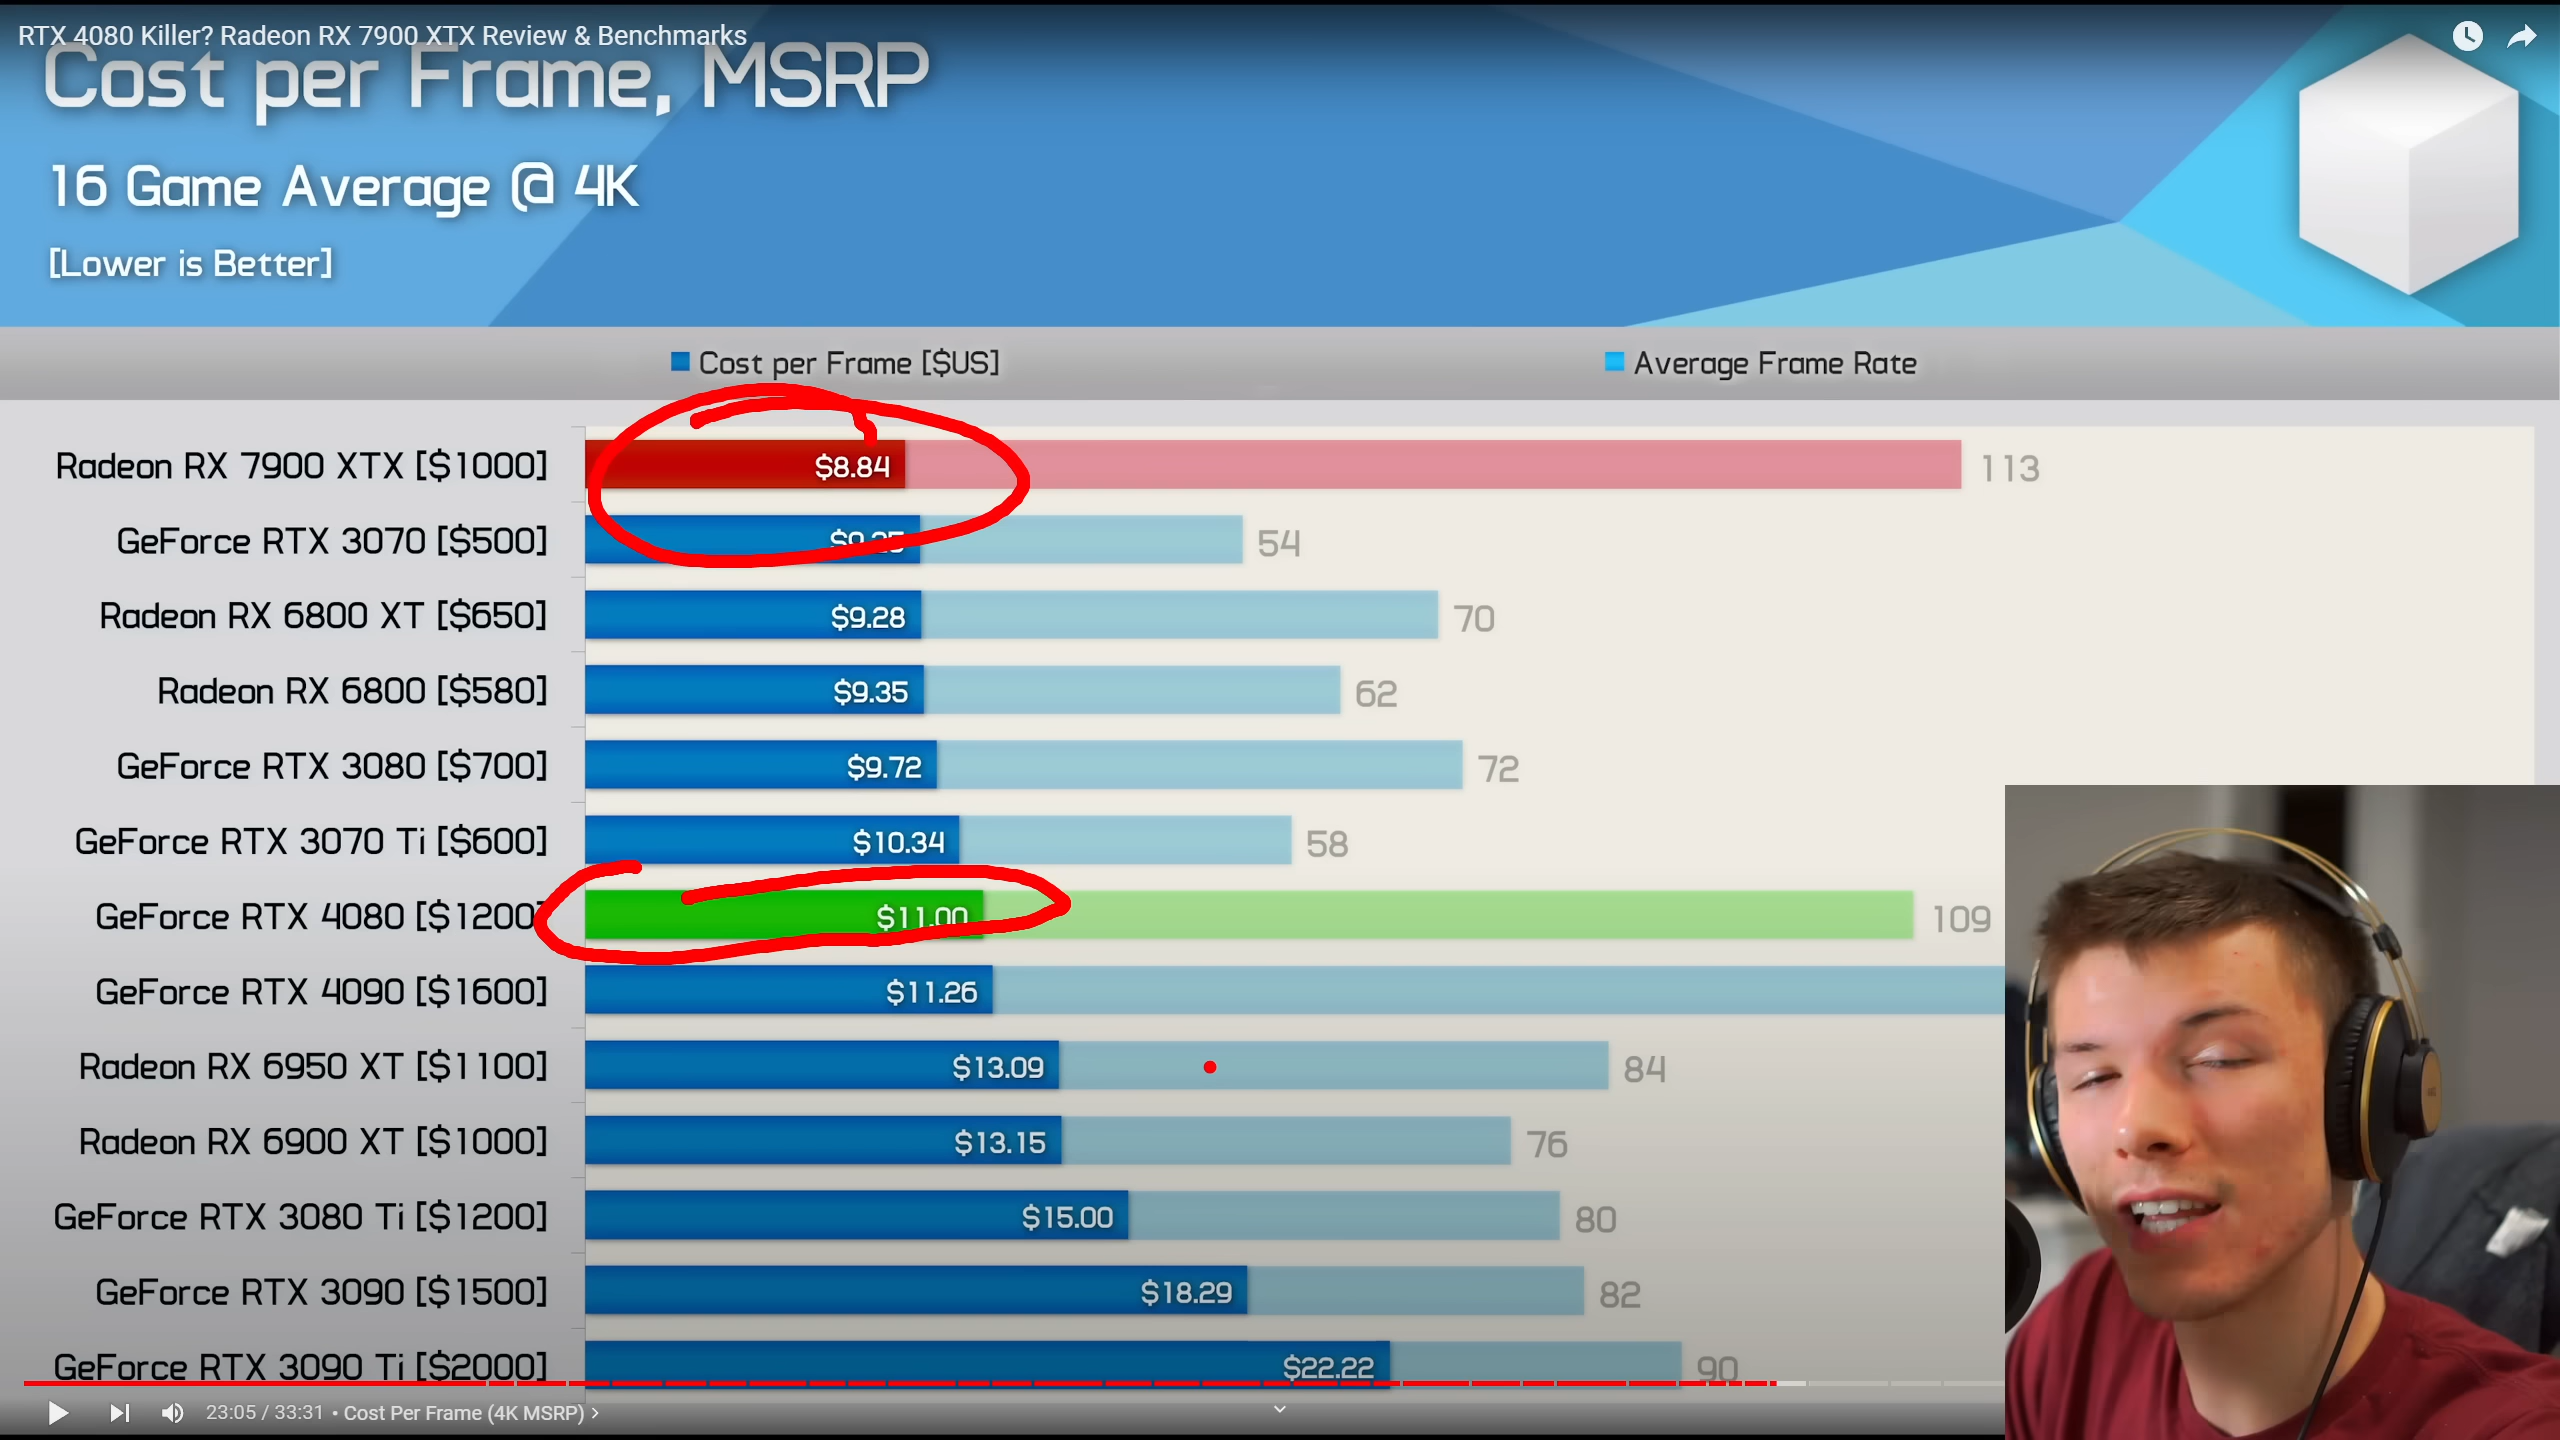 RTX 4080 Killer? Radeon RX 7900 XTX Review & Benchmarks
Cost per Frame, MSRP
16 Game Average @ 4K
[Lower is Better]
Cost per Frame [$US] Average Frame Rate
Radeon RX 7900 XTX [$1000] $8.84 113
GeForce RTX 3070 [$500] $9.25 54
Radeon RX 6800 XT [$650] $9.28 70
Radeon RX 6800 [$580] $9.35 62
GeForce RTX 3080 [$700] $9.72 72
GeForce RTX 3070 Ti [$600] $10.34 58
GeForce RTX 4080 [$1200] $11.00 109
GeForce RTX 4090 [$1600] $11.26
Radeon RX 6950 XT [$1100] $13.09 84
Radeon RX 6900 XT [$1000] $13.15 76
GeForce RTX 3080 Ti [$1200] $15.00 80
GeForce RTX 3090 [$1500] $18.29 82
GeForce RTX 3090 Ti [$2000] $22.22 90
23:05 / 33:31 • Cost Per Frame (4K MSRP) >